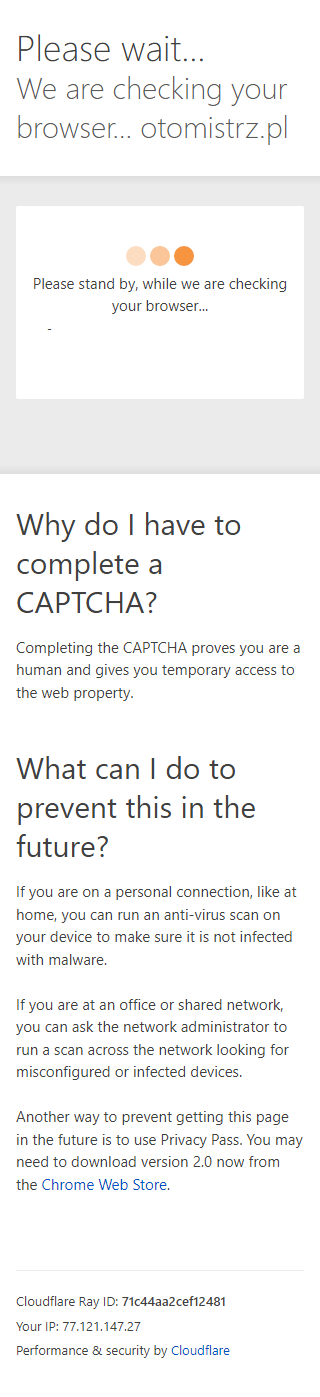 Please wait...
We are checking your
browser... otomistrz.pl
Please stand by, while we are checking
your browser...
-
Why do I have to
complete a
CAPTCHA?
Completing the CAPTCHA proves you are a
human and gives you temporary access to
the web property.
What can I do to
prevent this in the
future?
If you are on a personal connection, like at
home, you can run an anti-virus scan on
your device to make sure it is not infected
with malware.
If you are at an office or shared network,
you can ask the network administrator to
run a scan across the network looking for
misconfigured or infected devices.
Another way to prevent getting this page
in the future is to use Privacy Pass. You may
need to download version 2.0 now from
the Chrome Web Store.
Cloudflare Ray ID: 71c44aa2cef12481
Your IP: 77.121.147.27
Performance & security by Cloudflare